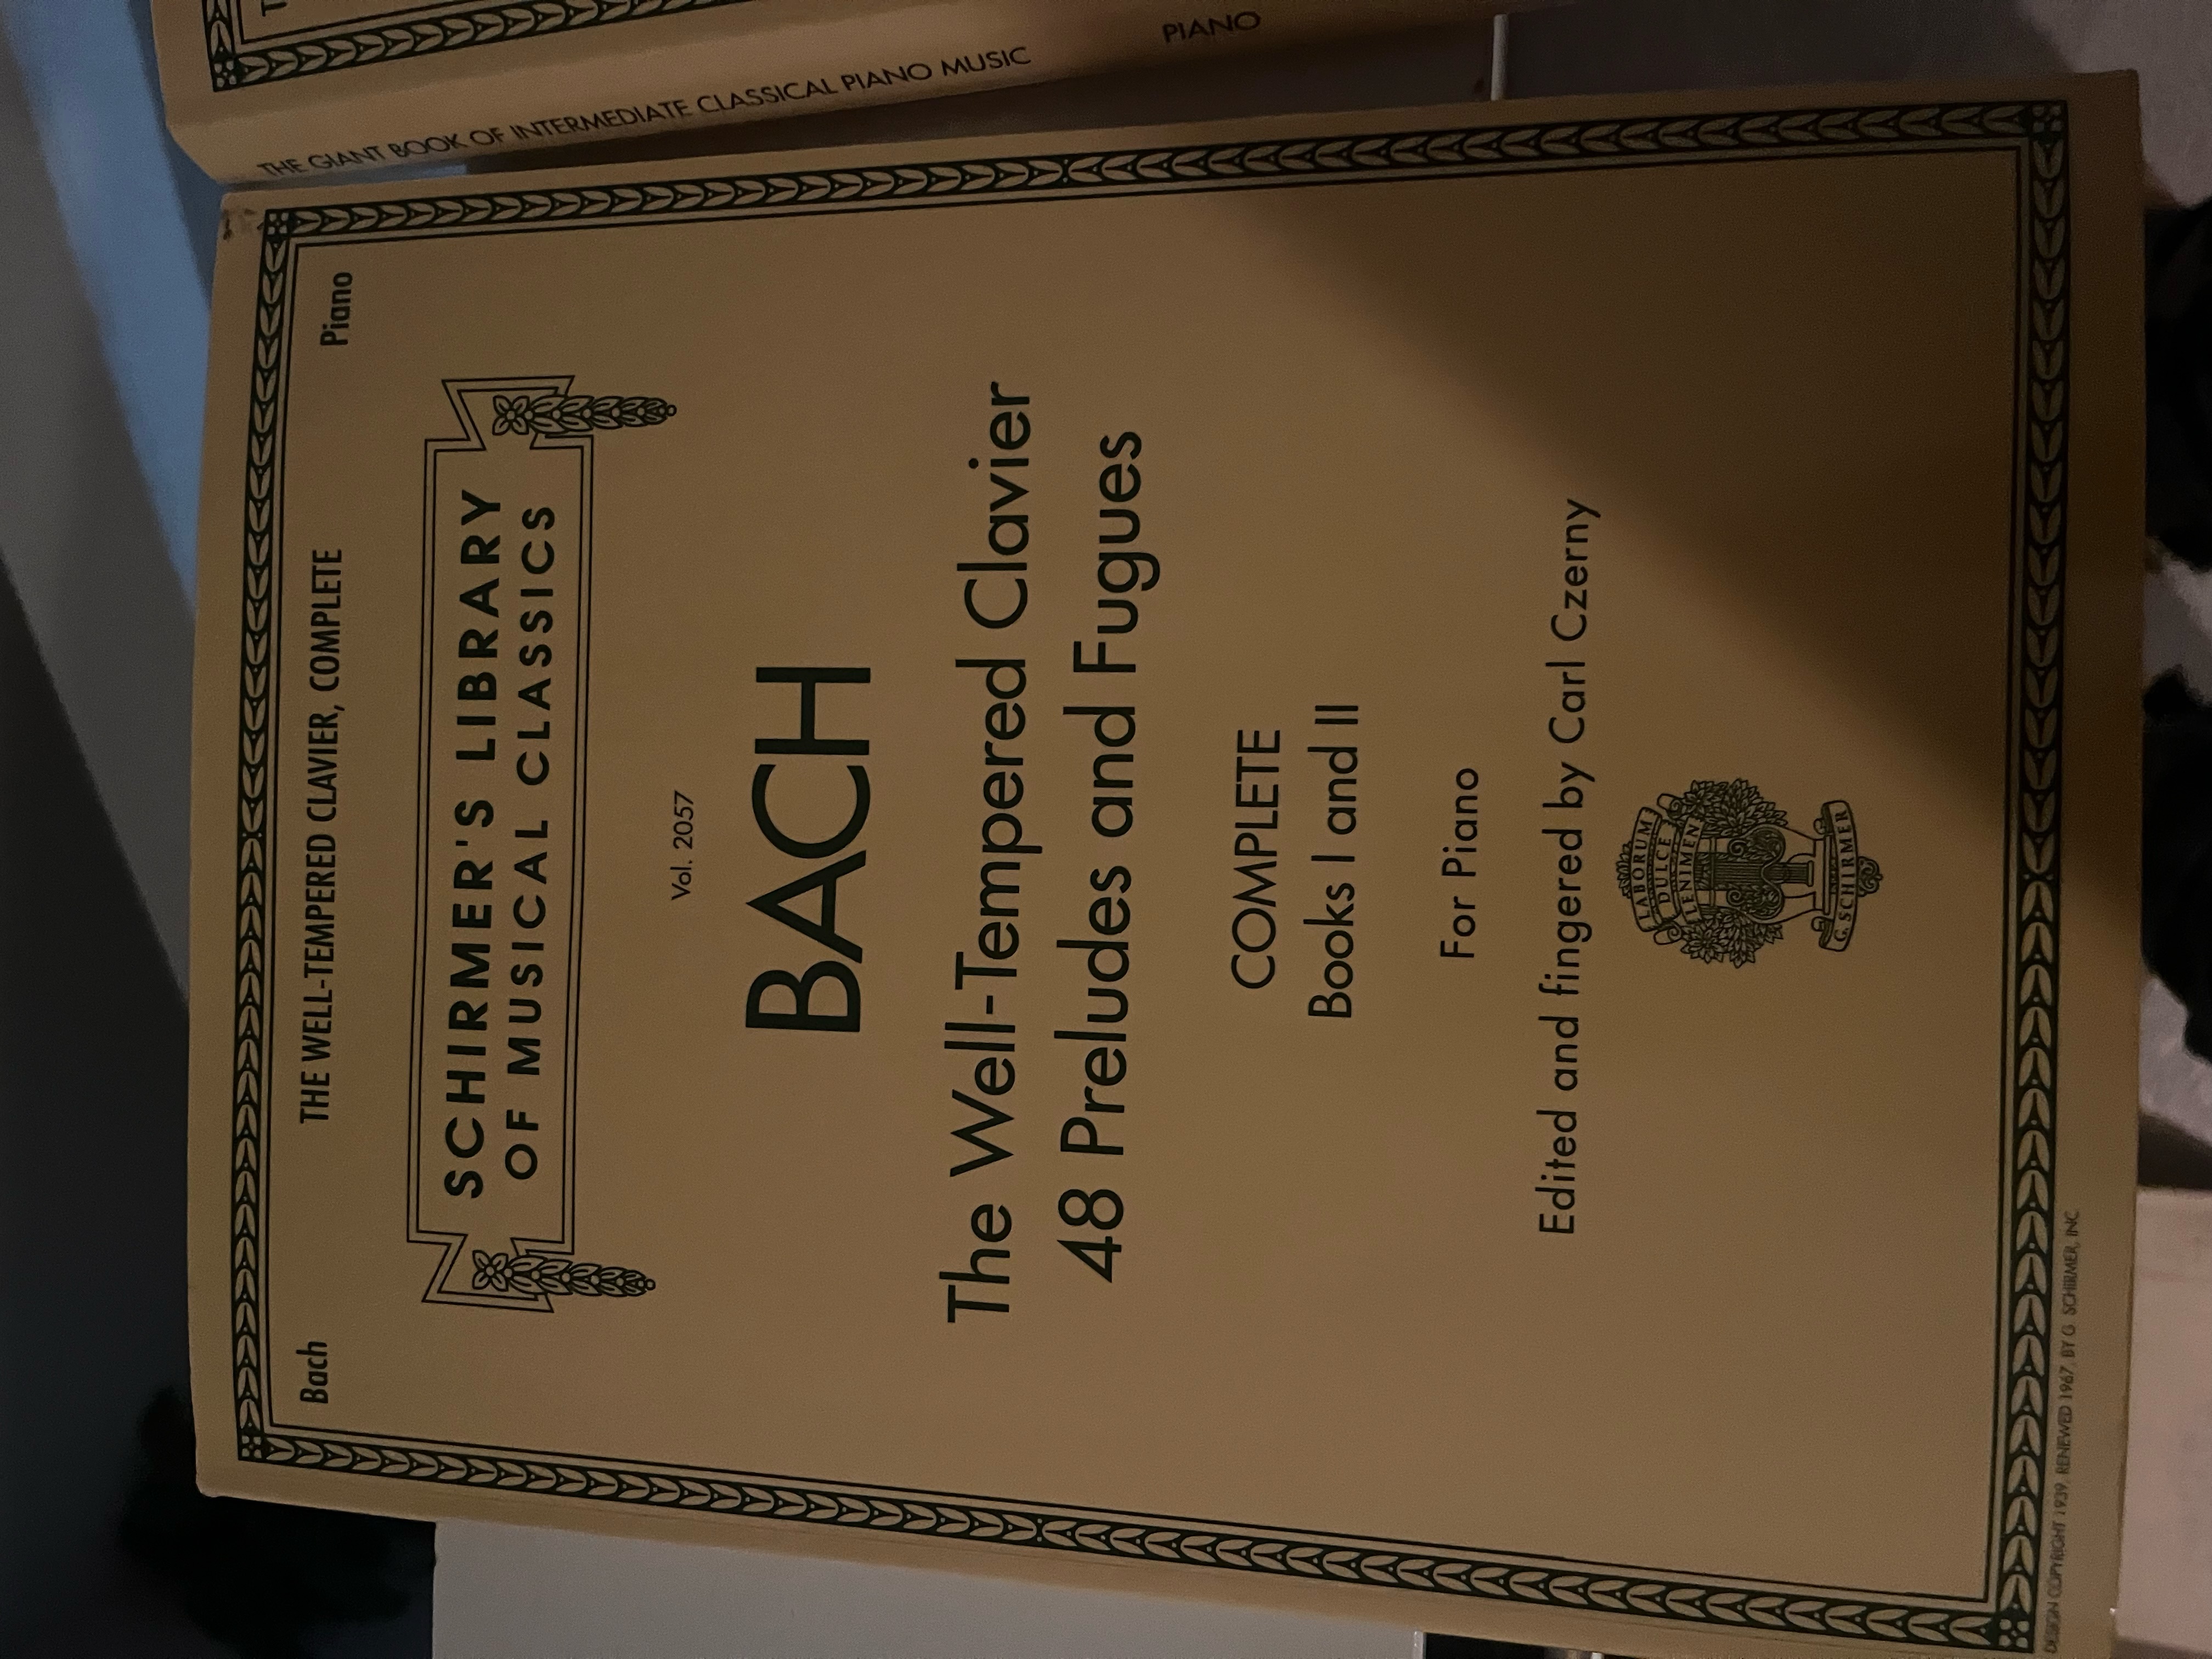 Bach
THE WELL-TEMPERED CLAVIER, COMPLETE
Piano
SCHIRMER'S LIBRARY
OF MUSICAL CLASSICS
Vol. 2057
BACH
The Well-Tempered Clavier
48 Preludes and Fugues
COMPLETE
Books I and II
For Piano
Edited and fingered by Carl Czerny
LABORUM
DULCE
LENIMEN
G. SCHIRMER
DESIGN COPYRIGHT 1939, RENEWED 1967, BY G. SCHIRMER, INC.
THE GIANT BOOK OF INTERMEDIATE CLASSICAL PIANO MUSIC
PIANO
T